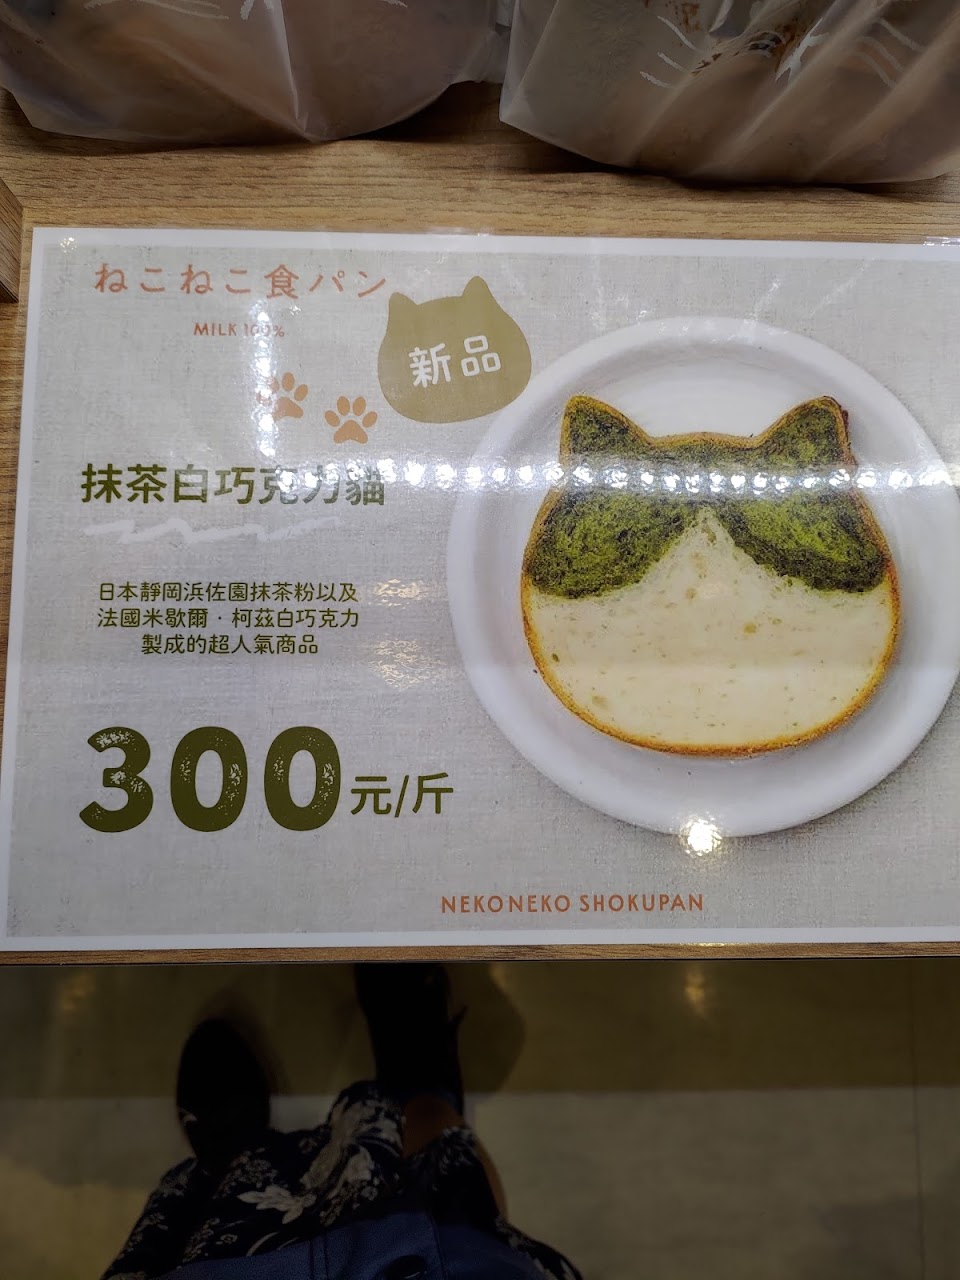 ねこねこ食パン
MILK 100%
新品
抹茶白巧克力貓
日本靜岡浜佐園抹茶粉以及
法國米歇爾·柯茲白巧克力
製成的超人氣商品
300元/斤
NEKONEKO SHOKUPAN